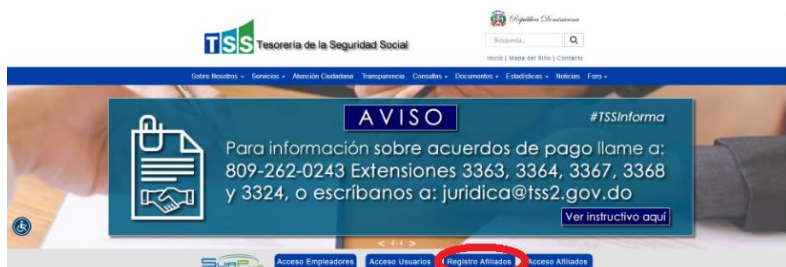 República Dominicana
TSS Tesorería de la Seguridad Social
Búsqueda...
Inicio | Mapa del Sitio | Contacto
Sobre Nosotros Servicios Atención Ciudadana Transparencia Consultas Documentos Estadísticas Noticias Foro
AVISO
#TSSInforma
Para información sobre acuerdos de pago llame a:
809-262-0243 Extensiones 3363, 3364, 3367, 3368
y 3324, o escríbanos a: juridica@tss2.gov.do
Ver instructivo aquí
< 4/4 >
Acceso Empleadores Acceso Usuarios Registro Afiliados Acceso Afiliados